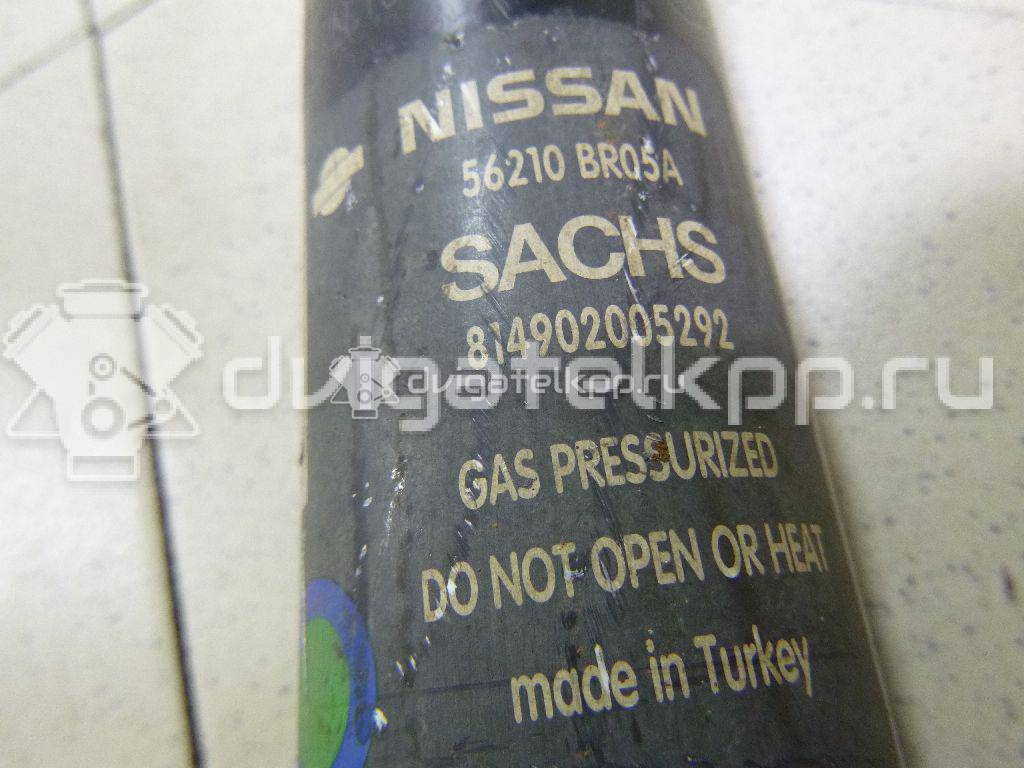 NISSAN
56210 BR05A
SACHS
814902005292
dvigatelkpp.ru
dvigatelkpp.ru
GAS PRESSURIZED
DO NOT OPEN OR HEAT
made in Turkey